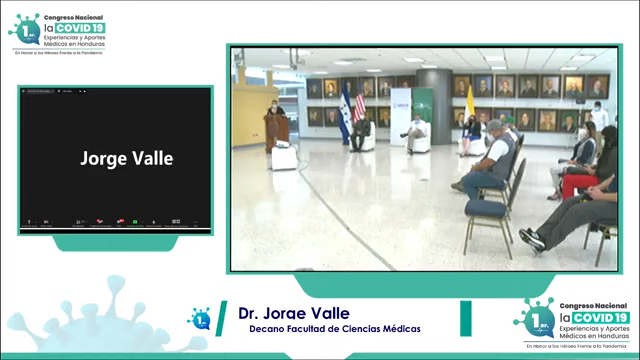 Congreso Nacional
1er.
la COVID 19
Experiencias y Aportes
Médicos en Honduras
En Honor a los Héroes Frente a la Pandemia
Jorge Valle
1er.
Dr. Jorge Valle
Decano Facultad de Ciencias Médicas
Congreso Nacional
1er.
la COVID 19
Experiencias y Aportes
Médicos en Honduras
En Honor a los Héroes Frente a la Pandemia